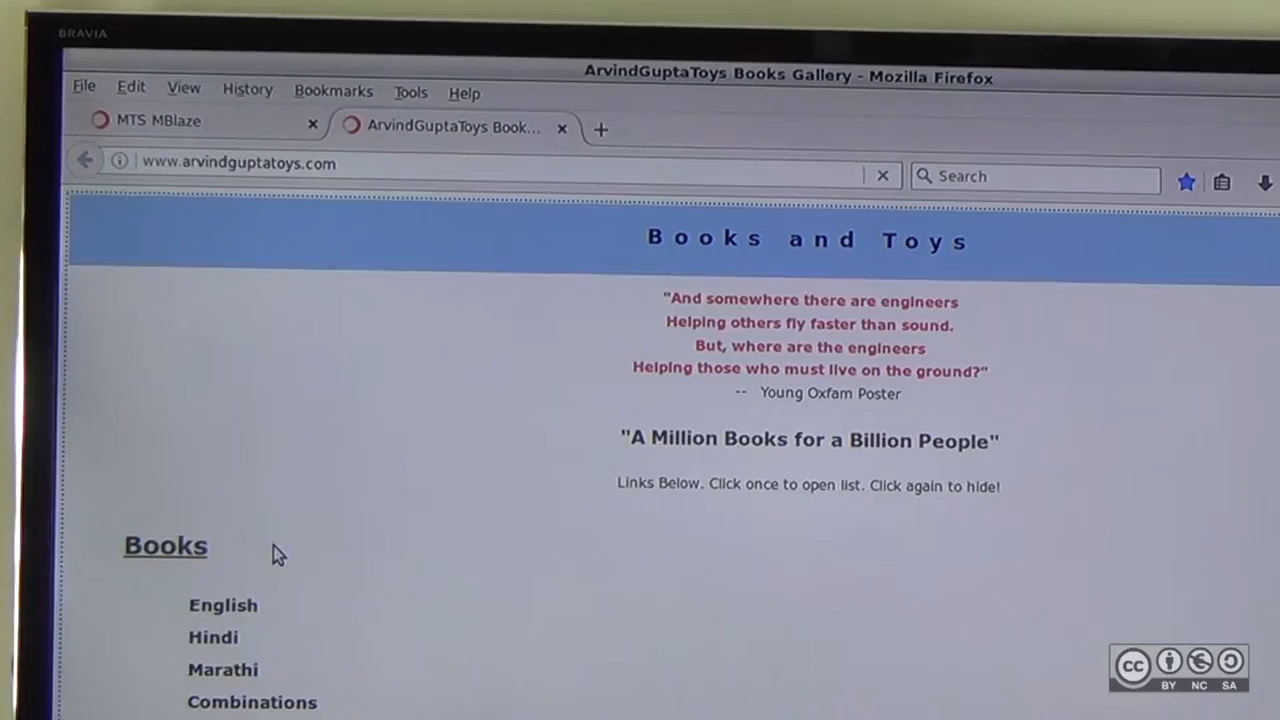 BRAVIA
ArvindGuptaToys Books Gallery - Mozilla Firefox
File Edit View History Bookmarks Tools Help
MTS MBlaze
ArvindGuptaToys Book...
www.arvindguptatoys.com
Search
Books and Toys
"And somewhere there are engineers
Helping others fly faster than sound.
But, where are the engineers
Helping those who must live on the ground?"
-- Young Oxfam Poster
"A Million Books for a Billion People"
Links Below. Click once to open list. Click again to hide!
Books
English
Hindi
Marathi
Combinations
cc
BY NC SA